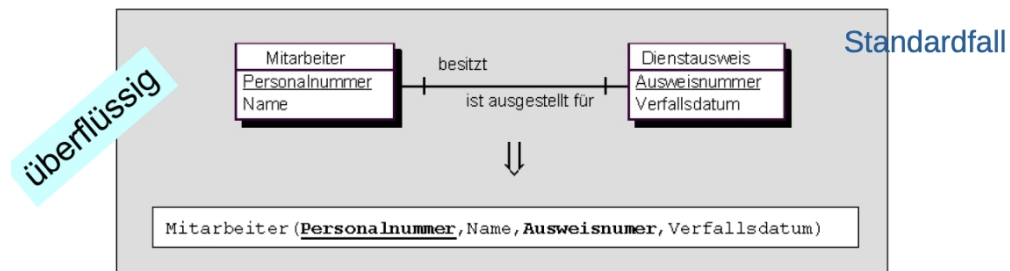 Standardfall
überflüssig
Mitarbeiter
Personalnummer
Name
besitzt
ist ausgestellt für
Dienstausweis
Ausweisnummer
Verfallsdatum
⇓
Mitarbeiter(Personalnummer,Name,Ausweisnumer,Verfallsdatum)